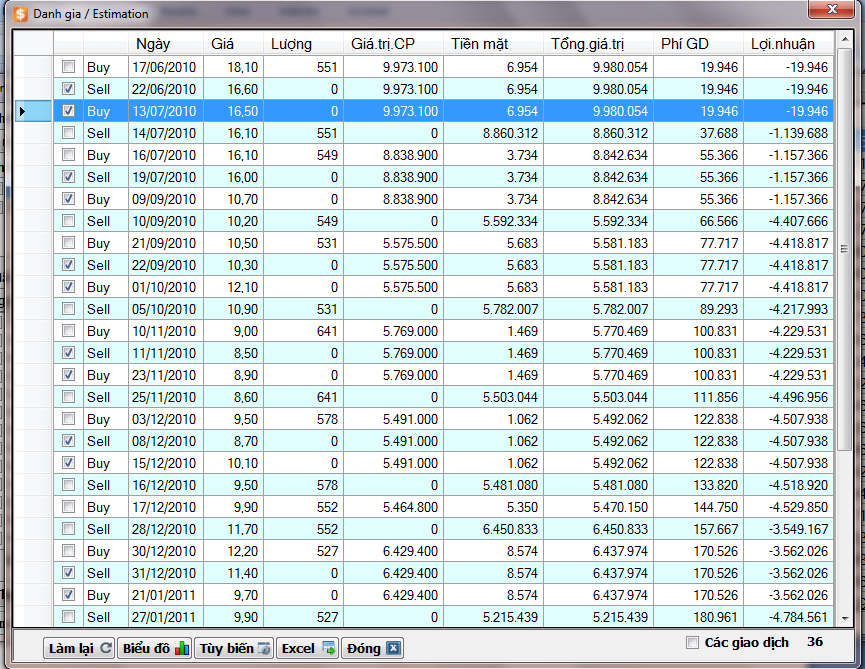 Danh gia / Estimation
Ngày Giá Lượng Giá.trị.CP Tiền mặt Tổng.giá.trị Phí GD Lợi.nhuận
Buy 17/06/2010 18,10 551 9.973.100 6.954 9.980.054 19.946 -19.946
Sell 22/06/2010 16,60 0 9.973.100 6.954 9.980.054 19.946 -19.946
Buy 13/07/2010 16,50 0 9.973.100 6.954 9.980.054 19.946 -19.946
Sell 14/07/2010 16,10 551 0 8.860.312 8.860.312 37.688 -1.139.688
Buy 16/07/2010 16,10 549 8.838.900 3.734 8.842.634 55.366 -1.157.366
Sell 19/07/2010 16,00 0 8.838.900 3.734 8.842.634 55.366 -1.157.366
Buy 09/09/2010 10,70 0 8.838.900 3.734 8.842.634 55.366 -1.157.366
Sell 10/09/2010 10,20 549 0 5.592.334 5.592.334 66.566 -4.407.666
Buy 21/09/2010 10,50 531 5.575.500 5.683 5.581.183 77.717 -4.418.817
Sell 22/09/2010 10,30 0 5.575.500 5.683 5.581.183 77.717 -4.418.817
Buy 01/10/2010 12,10 0 5.575.500 5.683 5.581.183 77.717 -4.418.817
Sell 05/10/2010 10,90 531 0 5.782.007 5.782.007 89.293 -4.217.993
Buy 10/11/2010 9,00 641 5.769.000 1.469 5.770.469 100.831 -4.229.531
Sell 11/11/2010 8,50 0 5.769.000 1.469 5.770.469 100.831 -4.229.531
Buy 23/11/2010 8,90 0 5.769.000 1.469 5.770.469 100.831 -4.229.531
Sell 25/11/2010 8,60 641 0 5.503.044 5.503.044 111.856 -4.496.956
Buy 03/12/2010 9,50 578 5.491.000 1.062 5.492.062 122.838 -4.507.938
Sell 08/12/2010 8,70 0 5.491.000 1.062 5.492.062 122.838 -4.507.938
Buy 15/12/2010 10,10 0 5.491.000 1.062 5.492.062 122.838 -4.507.938
Sell 16/12/2010 9,50 578 0 5.481.080 5.481.080 133.820 -4.518.920
Buy 17/12/2010 9,90 552 5.464.800 5.350 5.470.150 144.750 -4.529.850
Sell 28/12/2010 11,70 552 0 6.450.833 6.450.833 157.667 -3.549.167
Buy 30/12/2010 12,20 527 6.429.400 8.574 6.437.974 170.526 -3.562.026
Sell 31/12/2010 11,40 0 6.429.400 8.574 6.437.974 170.526 -3.562.026
Buy 21/01/2011 9,70 0 6.429.400 8.574 6.437.974 170.526 -3.562.026
Sell 27/01/2011 9,90 527 0 5.215.439 5.215.439 180.961 -4.784.561
Làm lại Biểu đồ Tùy biến Excel Đóng Các giao dịch 36